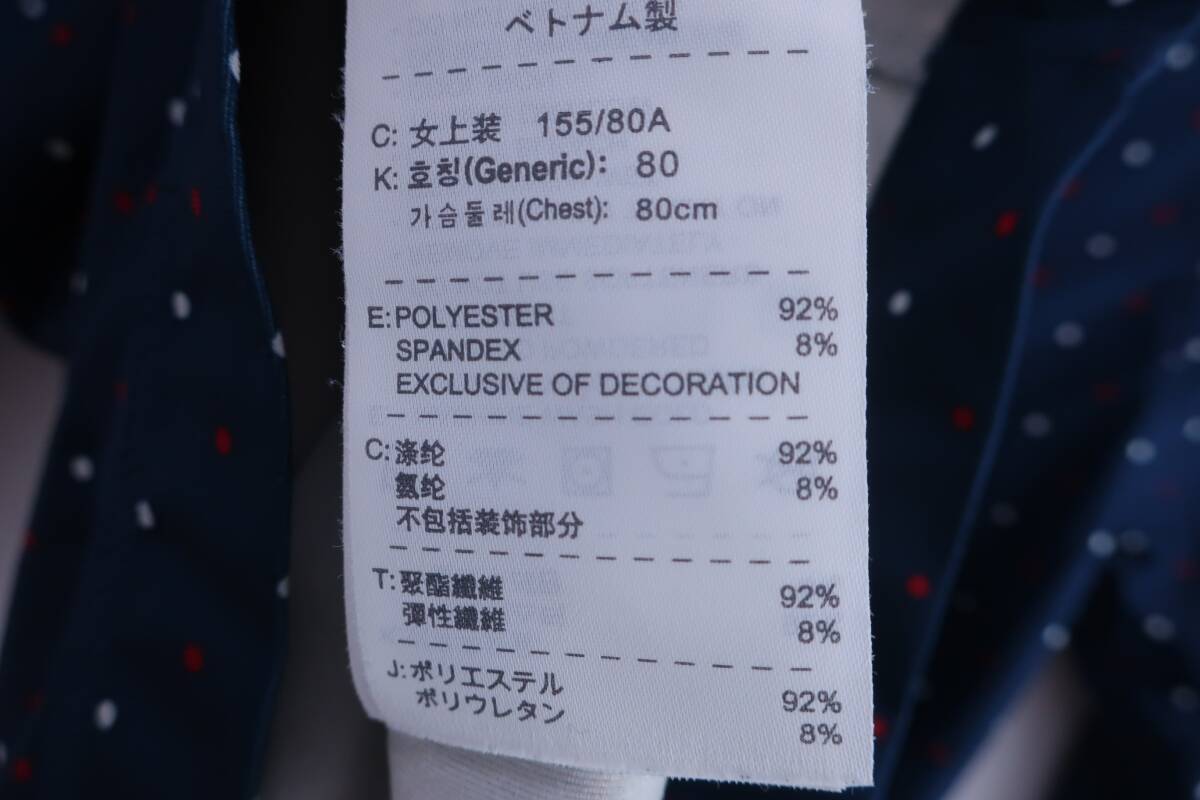 ベトナム製
C: 女上装 155/80A
K: 호칭(Generic): 80
가슴둘레(Chest): 80cm
E: POLYESTER 92%
SPANDEX 8%
EXCLUSIVE OF DECORATION
C: 涤纶 92%
氨纶 8%
不包括装饰部分
T: 聚酯纖維 92%
彈性纖維 8%
J: ポリエステル 92%
ポリウレタン 8%